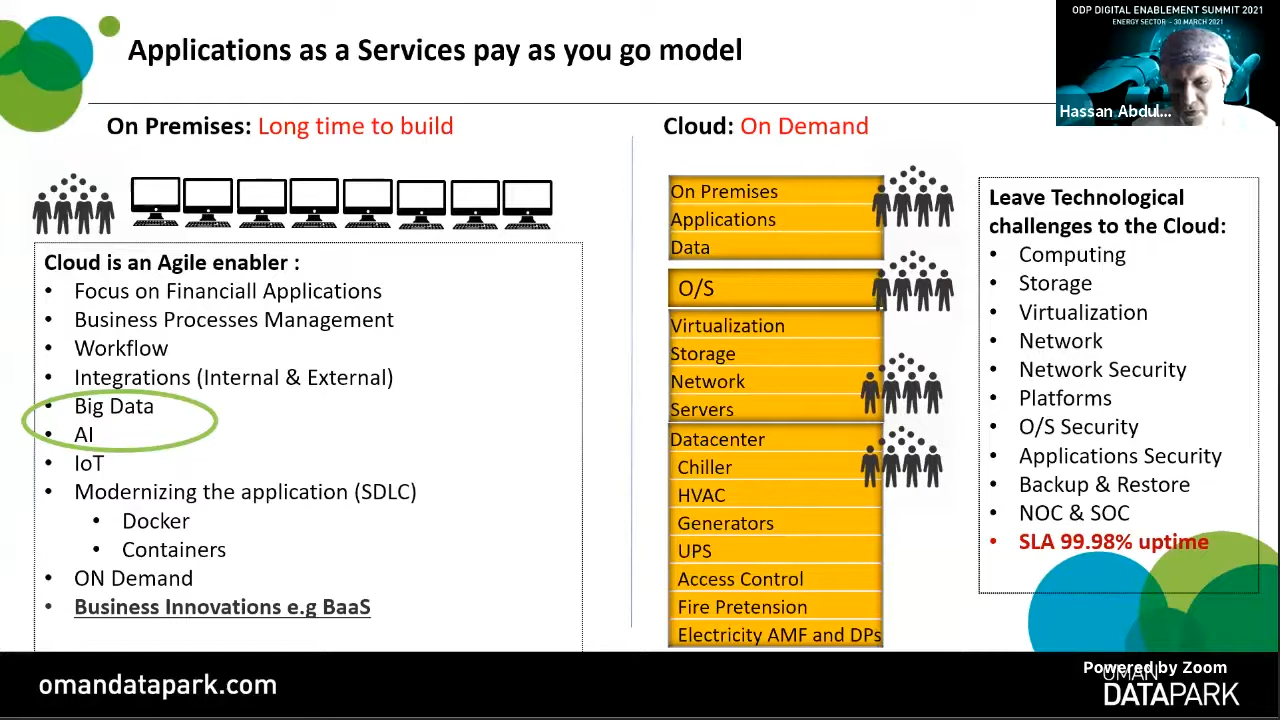 Applications as a Services pay as you go model
ODP DIGITAL ENABLEMENT SUMMIT 2021
ENERGY SECTOR - 30 MARCH 2021
Hassan Abdul...
On Premises: Long time to build
Cloud is an Agile enabler :
• Focus on Financiall Applications
• Business Processes Management
• Workflow
• Integrations (Internal & External)
• Big Data
• AI
• IoT
• Modernizing the application (SDLC)
• Docker
• Containers
• ON Demand
• Business Innovations e.g BaaS
Cloud: On Demand
On Premises
Applications
Data
O/S
Virtualization
Storage
Network
Servers
Datacenter
Chiller
HVAC
Generators
UPS
Access Control
Fire Pretension
Electricity AMF and DPs
Leave Technological
challenges to the Cloud:
• Computing
• Storage
• Virtualization
• Network
• Network Security
• Platforms
• O/S Security
• Applications Security
• Backup & Restore
• NOC & SOC
• SLA 99.98% uptime
omandatapark.com
Powered by Zoom
OMAN
DATAPARK